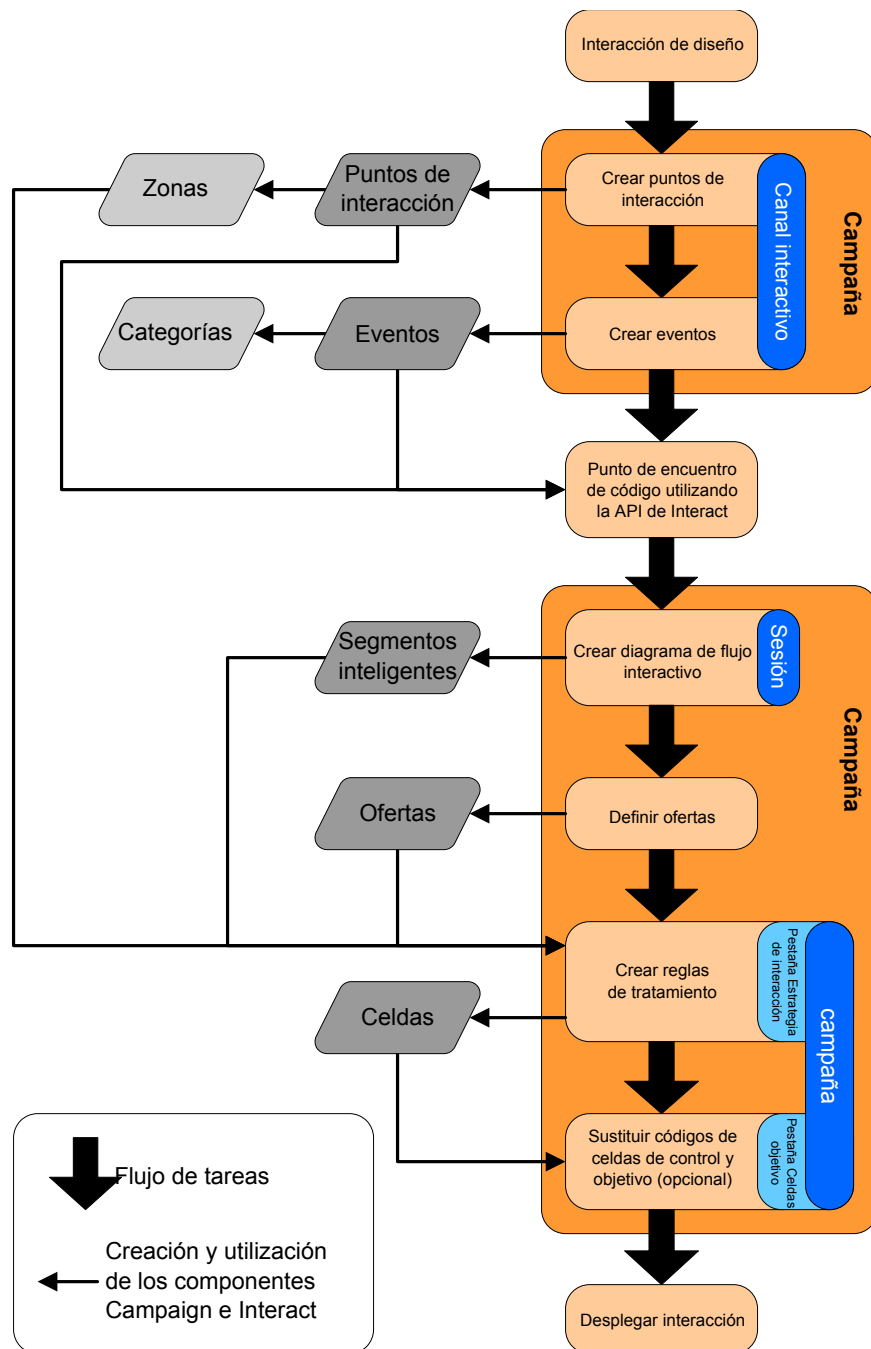 Interacción de diseño
Zonas
Puntos de
interacción
Crear puntos de
interacción
Canal interactivo
Campaña
Categorías
Eventos
Crear eventos
Punto de encuentro
de código utilizando
la API de Interact
Segmentos
inteligentes
Crear diagrama de flujo
interactivo
Sesión
Campaña
Ofertas
Definir ofertas
Crear reglas
de tratamiento
Pestaña Estrategia
de interacción
campaña
Celdas
Sustituir códigos de
celdas de control y
objetivo (opcional)
Pestaña Celdas
objetivo
Flujo de tareas
Creación y utilización
de los componentes
Campaign e Interact
Desplegar interacción